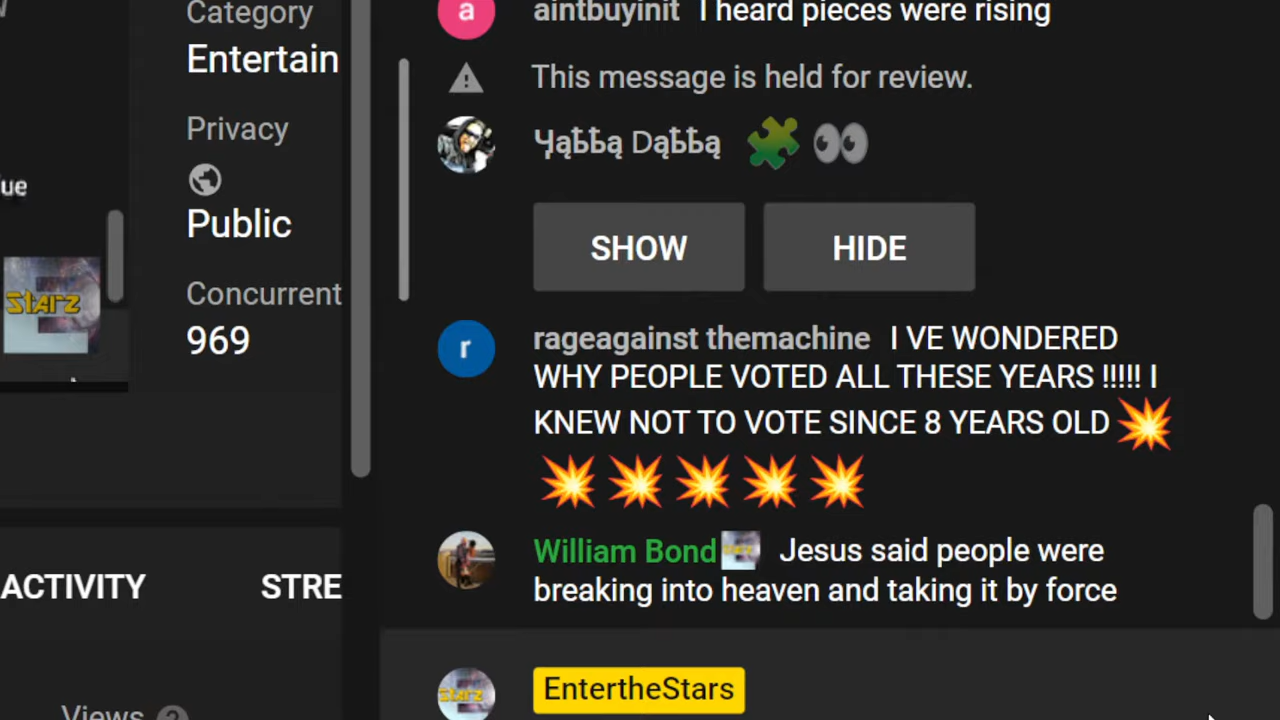 Category
Entertain
Privacy
Public
Concurrent
969
ue
Starz
ACTIVITY
STRE
Views
a aintbuyinit I heard pieces were rising
This message is held for review.
Ꮞąҍҍą Dąҍҍą
SHOW
HIDE
r rageagainst themachine I VE WONDERED
WHY PEOPLE VOTED ALL THESE YEARS !!!!! I
KNEW NOT TO VOTE SINCE 8 YEARS OLD 💥
💥💥💥💥💥
William Bond Jesus said people were
breaking into heaven and taking it by force
Starz
EntertheStars